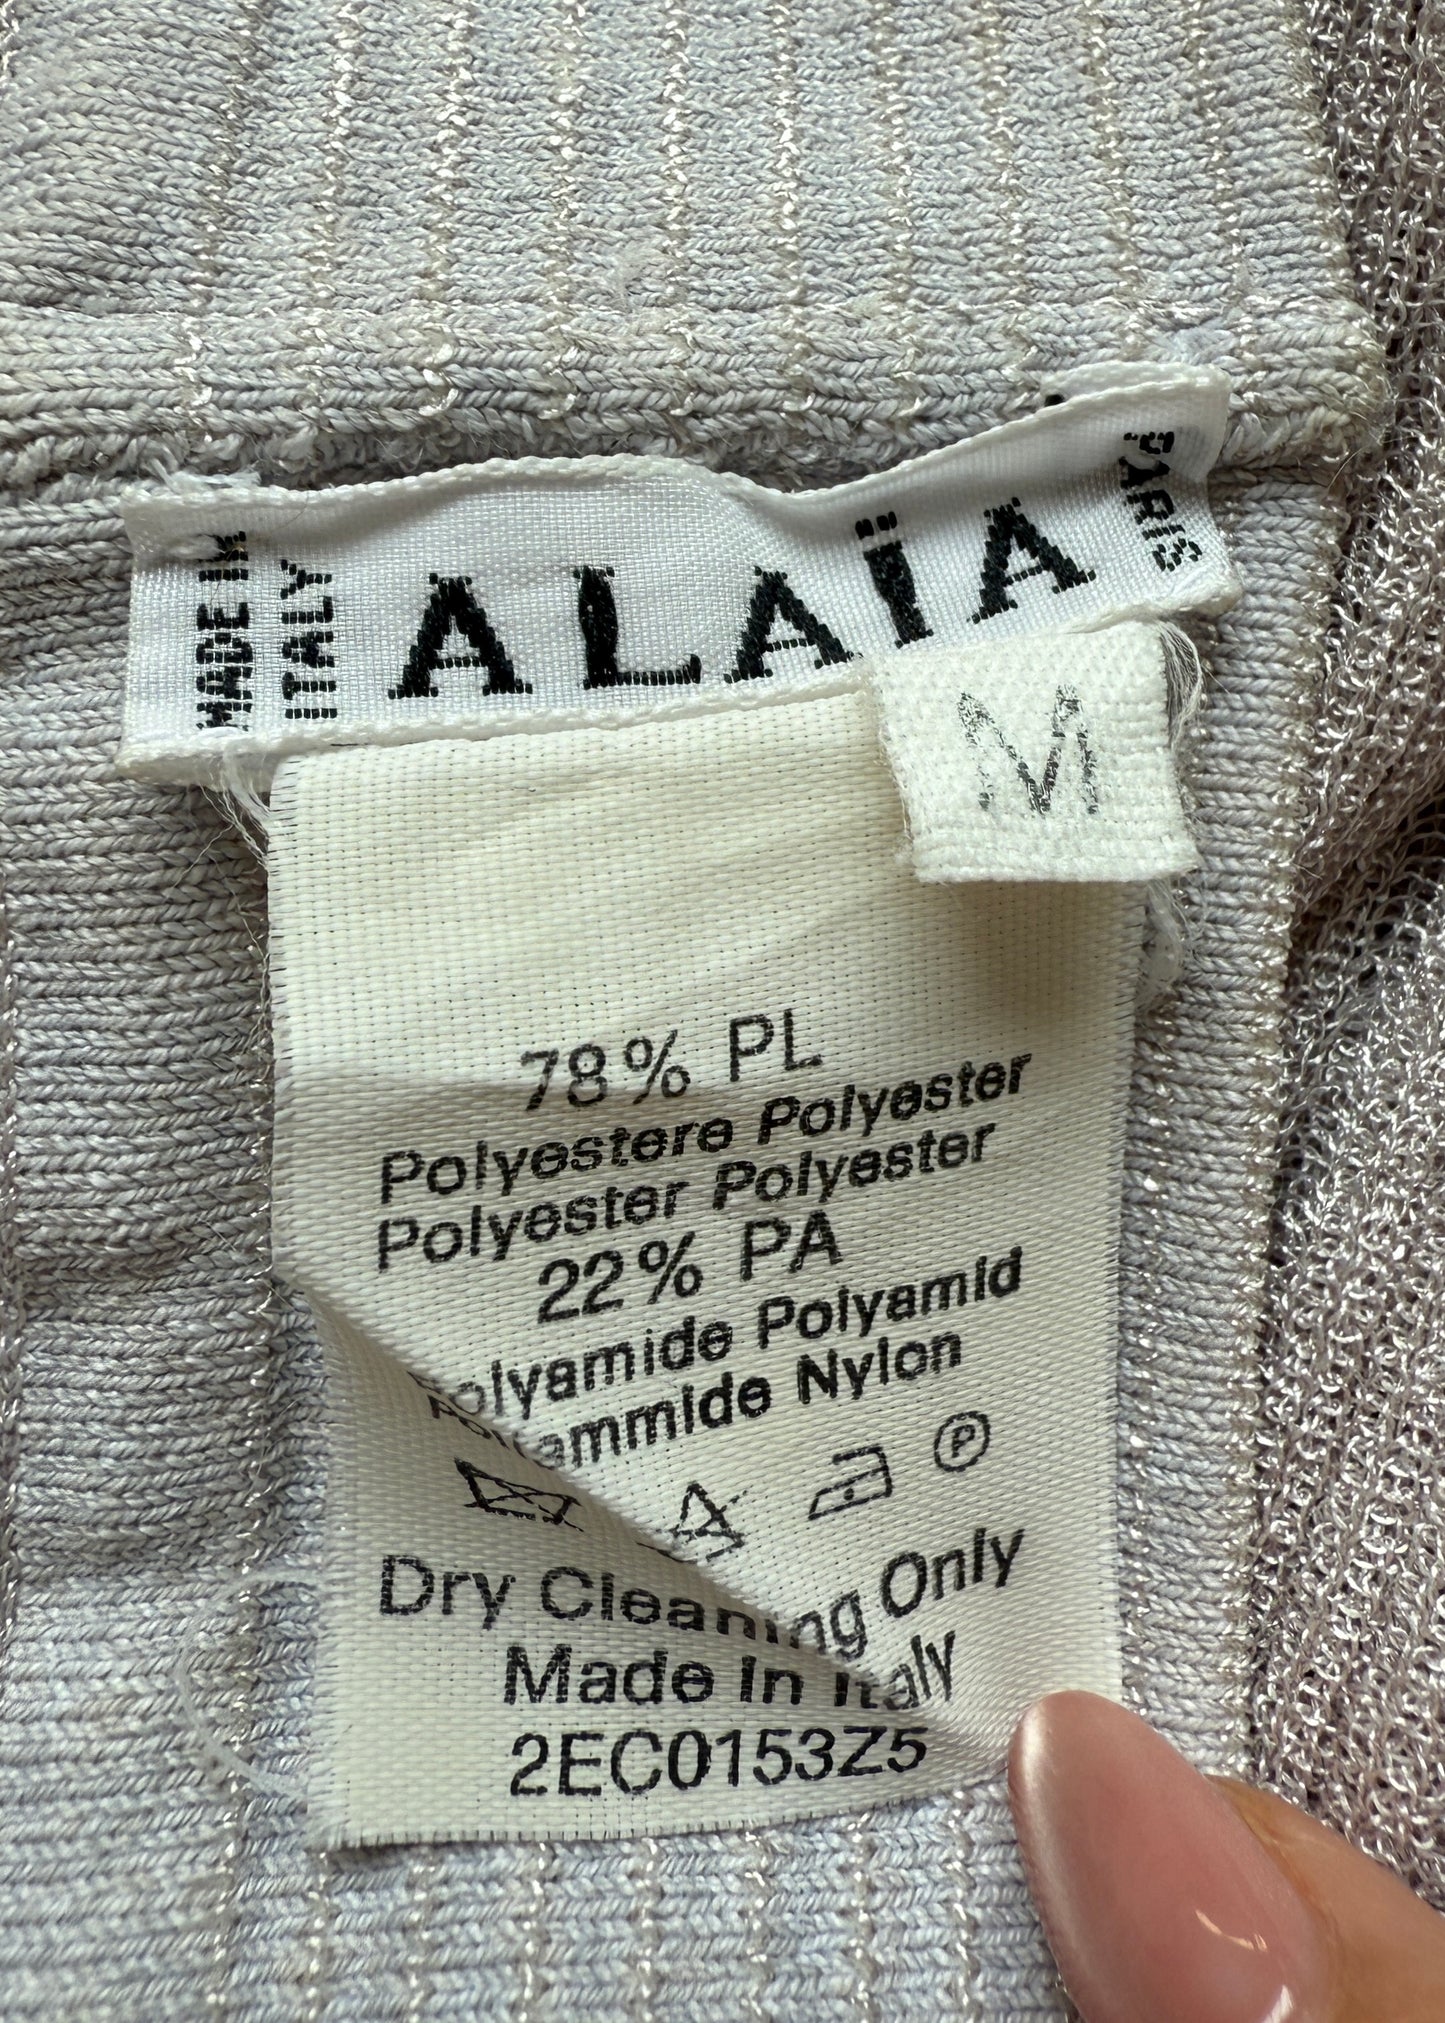 MADE IN
ITALY
ALAÏA
PARIS
M
78% PL
Polyestere Polyester
Polyester Polyester
22% PA
Polyamide Polyamid
Nylon
P
Dry Cleaning Only
Made In Italy
2EC0153Z5